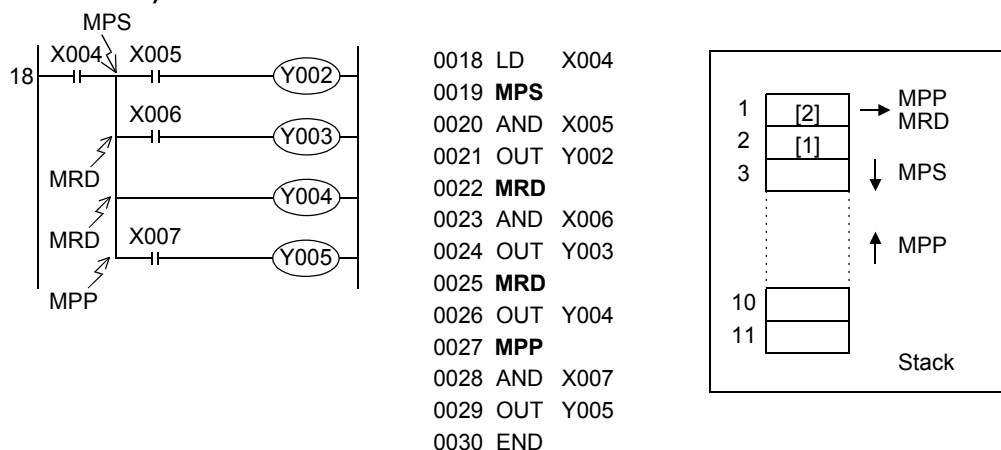 MPS
X004 X005
18 Y002
X006
Y003
MRD
Y004
MRD X007
Y005
MPP
0018 LD X004
0019 MPS
0020 AND X005
0021 OUT Y002
0022 MRD
0023 AND X006
0024 OUT Y003
0025 MRD
0026 OUT Y004
0027 MPP
0028 AND X007
0029 OUT Y005
0030 END
1 [2] MPP
MRD
2 [1]
3 MPS
MPP
10
11
Stack